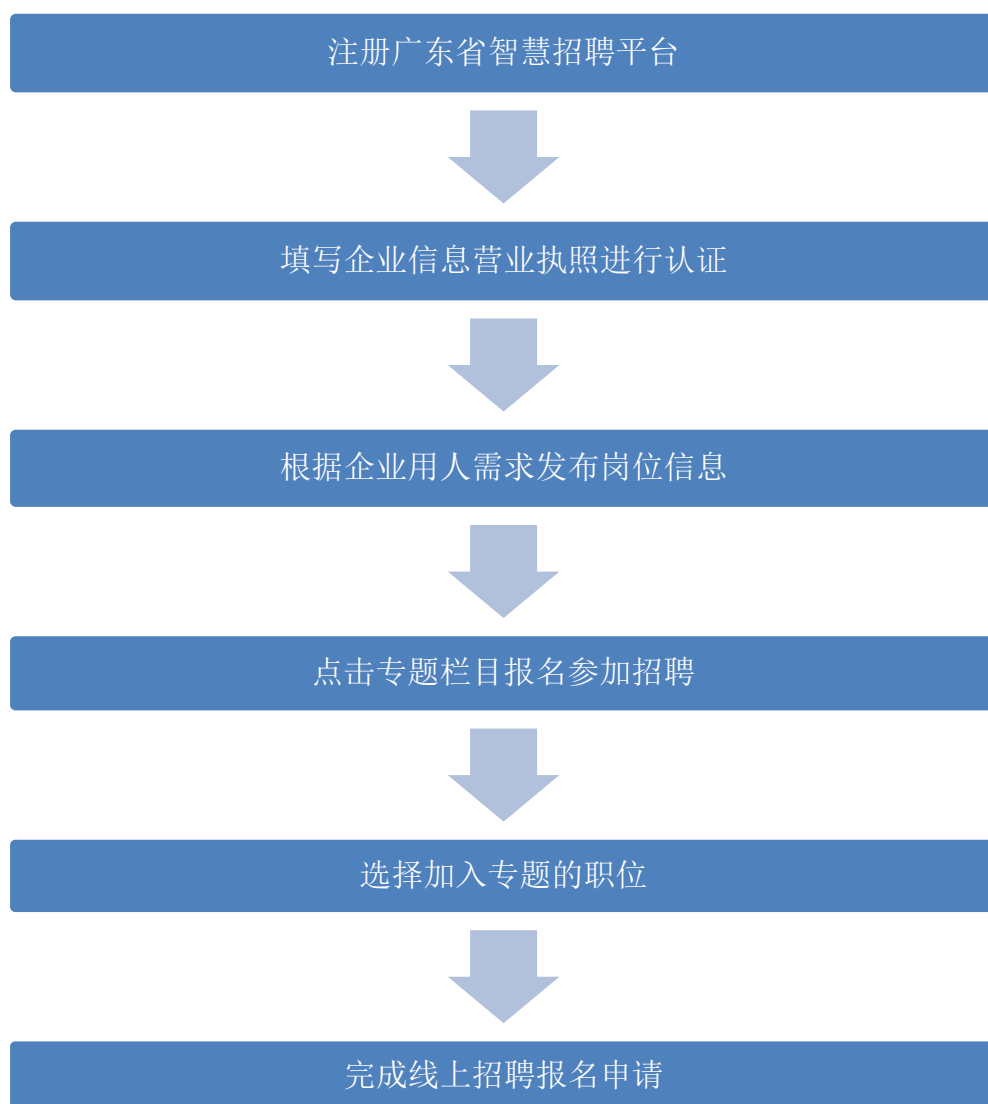 注册广东省智慧招聘平台
填写企业信息营业执照进行认证
根据企业用人需求发布岗位信息
点击专题栏目报名参加招聘
选择加入专题的职位
完成线上招聘报名申请